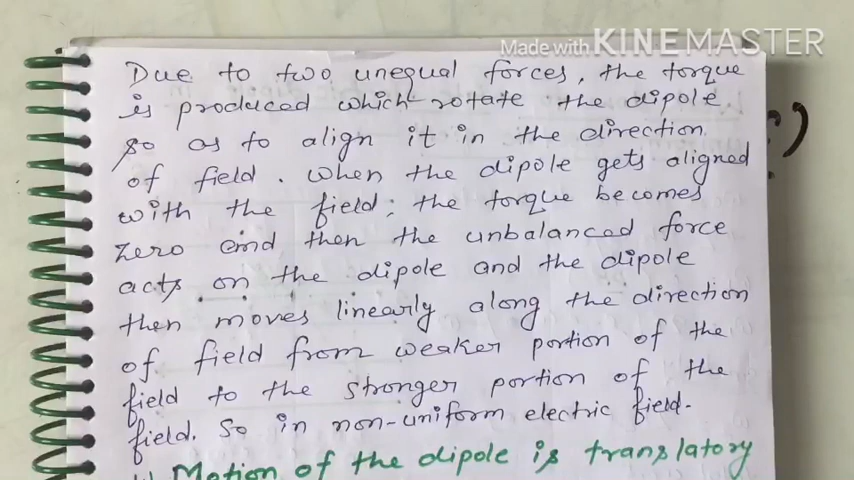 Made with KINEMASTER
Due to two unequal forces, the torque
is produced which rotate the dipole
so as to align it in the direction
of field. When the dipole gets aligned
with the field; the torque becomes
zero and then the unbalanced force
acts on the dipole and the dipole
then moves linearly along the direction
of field from weaker portion of the
field to the stronger portion of the
field. So in non-uniform electric field.
Motion of the dipole is translatory